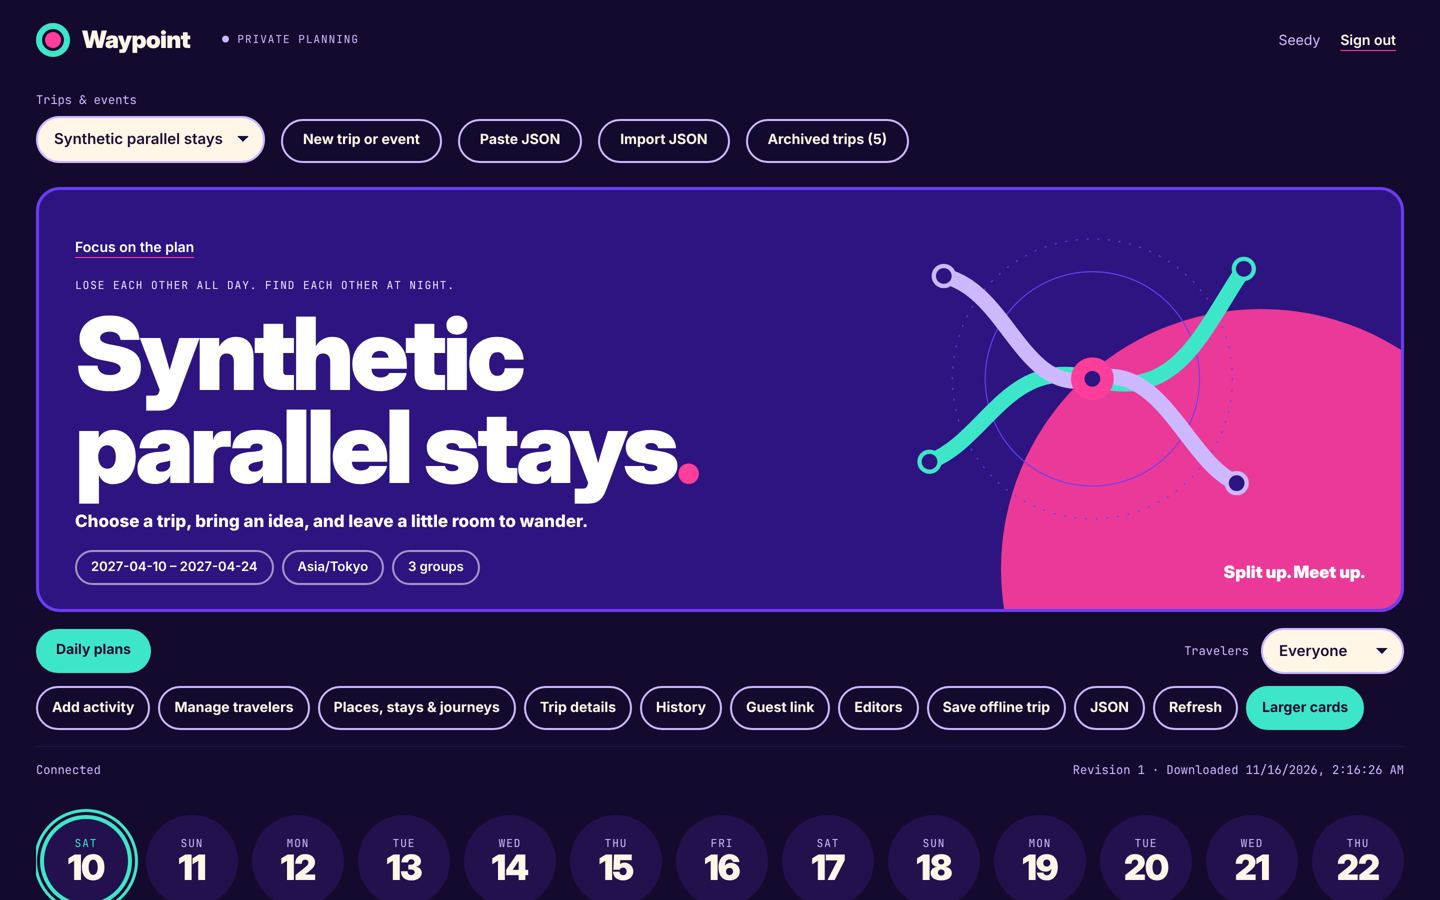 Waypoint
PRIVATE PLANNING
Seedy
Sign out
Trips & events
Synthetic parallel stays
New trip or event
Paste JSON
Import JSON
Archived trips (5)
Focus on the plan
LOSE EACH OTHER ALL DAY. FIND EACH OTHER AT NIGHT.
Synthetic
parallel stays.
Choose a trip, bring an idea, and leave a little room to wander.
2027-04-10 – 2027-04-24
Asia/Tokyo
3 groups
Split up. Meet up.
Daily plans
Travelers
Everyone
Add activity
Manage travelers
Places, stays & journeys
Trip details
History
Guest link
Editors
Save offline trip
JSON
Refresh
Larger cards
Connected
Revision 1 · Downloaded 11/16/2026, 2:16:26 AM
SAT
10
SUN
11
MON
12
TUE
13
WED
14
THU
15
FRI
16
SAT
17
SUN
18
MON
19
TUE
20
WED
21
THU
22